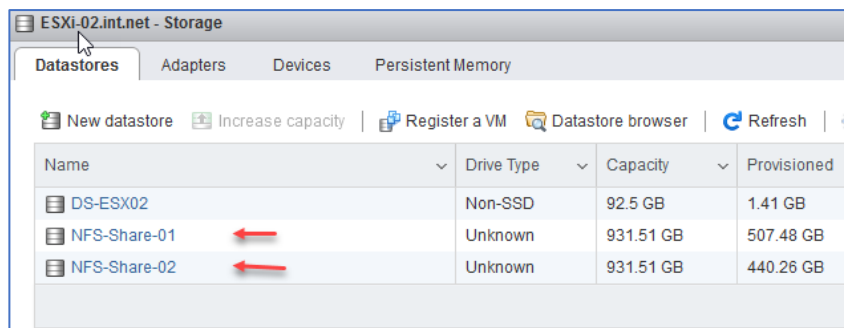 ESXi-02.int.net - Storage
Datastores Adapters Devices Persistent Memory
New datastore Increase capacity Register a VM Datastore browser Refresh
Name Drive Type Capacity Provisioned
DS-ESX02 Non-SSD 92.5 GB 1.41 GB
NFS-Share-01 Unknown 931.51 GB 507.48 GB
NFS-Share-02 Unknown 931.51 GB 440.26 GB